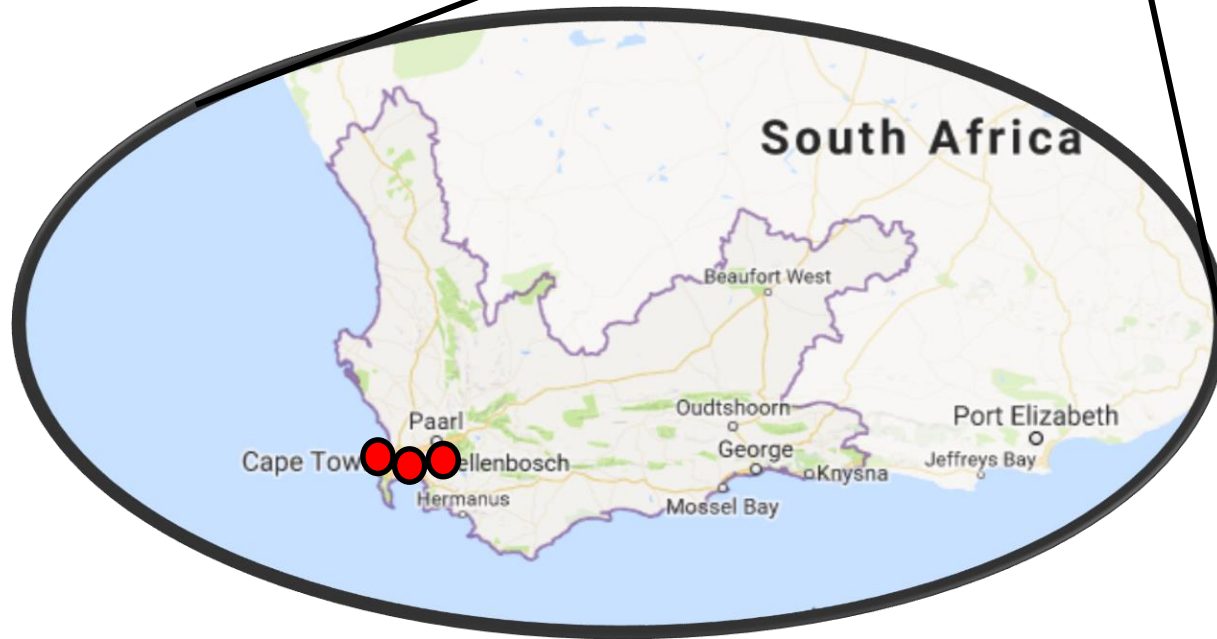 South Africa
Beaufort West
Oudtshoorn
Paarl
Port Elizabeth
George
Cape Tow
ellenbosch
Jeffreys Bay
Knysna
Hermanus
Mossel Bay